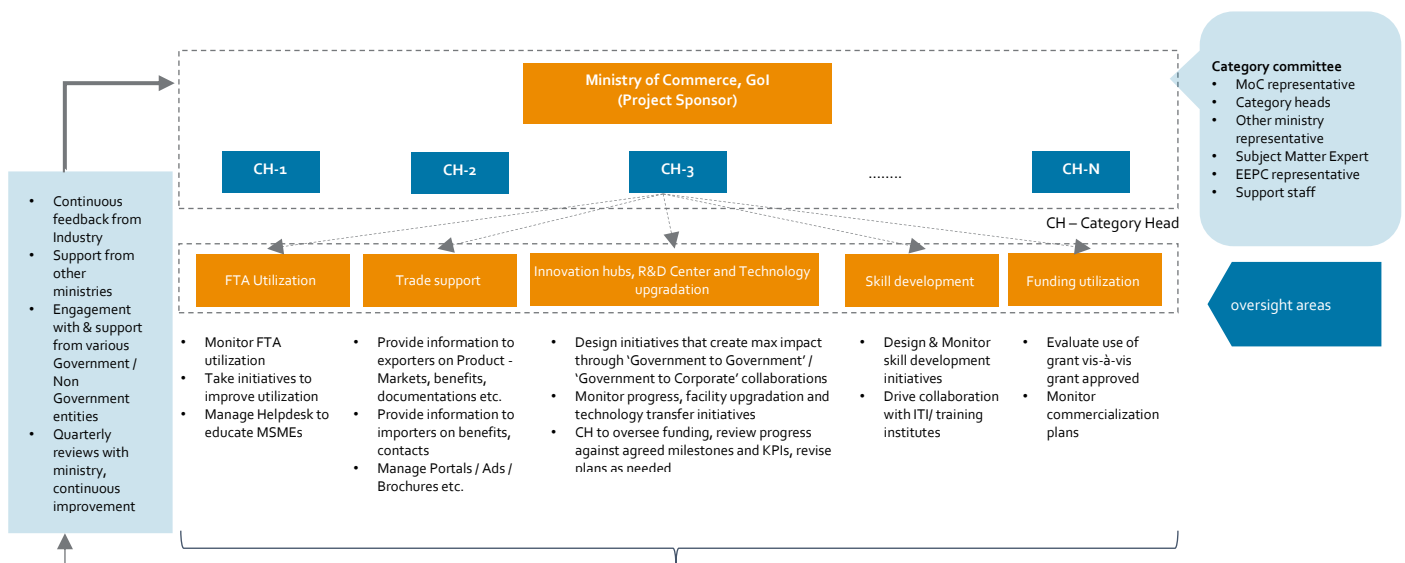 Ministry of Commerce, GoI
(Project Sponsor)
CH-1
CH-2
CH-3
........
CH-N
CH – Category Head
Category committee
• MoC representative
• Category heads
• Other ministry
representative
• Subject Matter Expert
• EEPC representative
• Support staff
• Continuous
feedback from
Industry
• Support from
other
ministries
• Engagement
with & support
from various
Government /
Non
Government
entities
• Quarterly
reviews with
ministry,
continuous
improvement
FTA Utilization
Trade support
Innovation hubs, R&D Center and Technology
upgradation
Skill development
Funding utilization
oversight areas
• Monitor FTA
utilization
• Take initiatives to
improve utilization
• Manage Helpdesk to
educate MSMEs
• Provide information to
exporters on Product -
Markets, benefits,
documentations etc.
• Provide information to
importers on benefits,
contacts
• Manage Portals / Ads /
Brochures etc.
• Design initiatives that create max impact
through ‘Government to Government’ /
‘Government to Corporate’ collaborations
• Monitor progress, facility upgradation and
technology transfer initiatives
• CH to oversee funding, review progress
against agreed milestones and KPIs, revise
plans as needed
• Design & Monitor
skill development
initiatives
• Drive collaboration
with ITI/ training
institutes
• Evaluate use of
grant vis-à-vis
grant approved
• Monitor
commercialization
plans